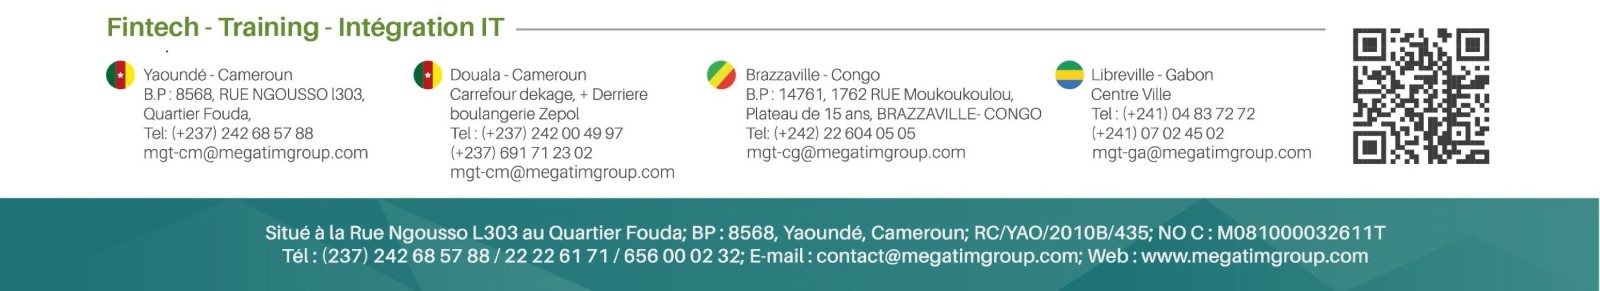 Fintech - Training - Intégration IT
Yaoundé - Cameroun
B.P : 8568, RUE NGOUSSO l303,
Quartier Fouda,
Tel: (+237) 242 68 57 88
mgt-cm@megatimgroup.com
Douala - Cameroun
Carrefour dekage, + Derriere
boulangerie Zepol
Tel : (+237) 242 00 49 97
(+237) 691 71 23 02
mgt-cm@megatimgroup.com
Brazzaville - Congo
B.P : 14761, 1762 RUE Moukoukoulou,
Plateau de 15 ans, BRAZZAVILLE- CONGO
Tel: (+242) 22 604 05 05
mgt-cg@megatimgroup.com
Libreville - Gabon
Centre Ville
Tel : (+241) 04 83 72 72
(+241) 07 02 45 02
mgt-ga@megatimgroup.com
Situé à la Rue Ngousso L303 au Quartier Fouda; BP : 8568, Yaoundé, Cameroun; RC/YAO/2010B/435; NO C : M081000032611T
Tél : (237) 242 68 57 88 / 22 22 61 71 / 656 00 02 32; E-mail : contact@megatimgroup.com; Web : www.megatimgroup.com